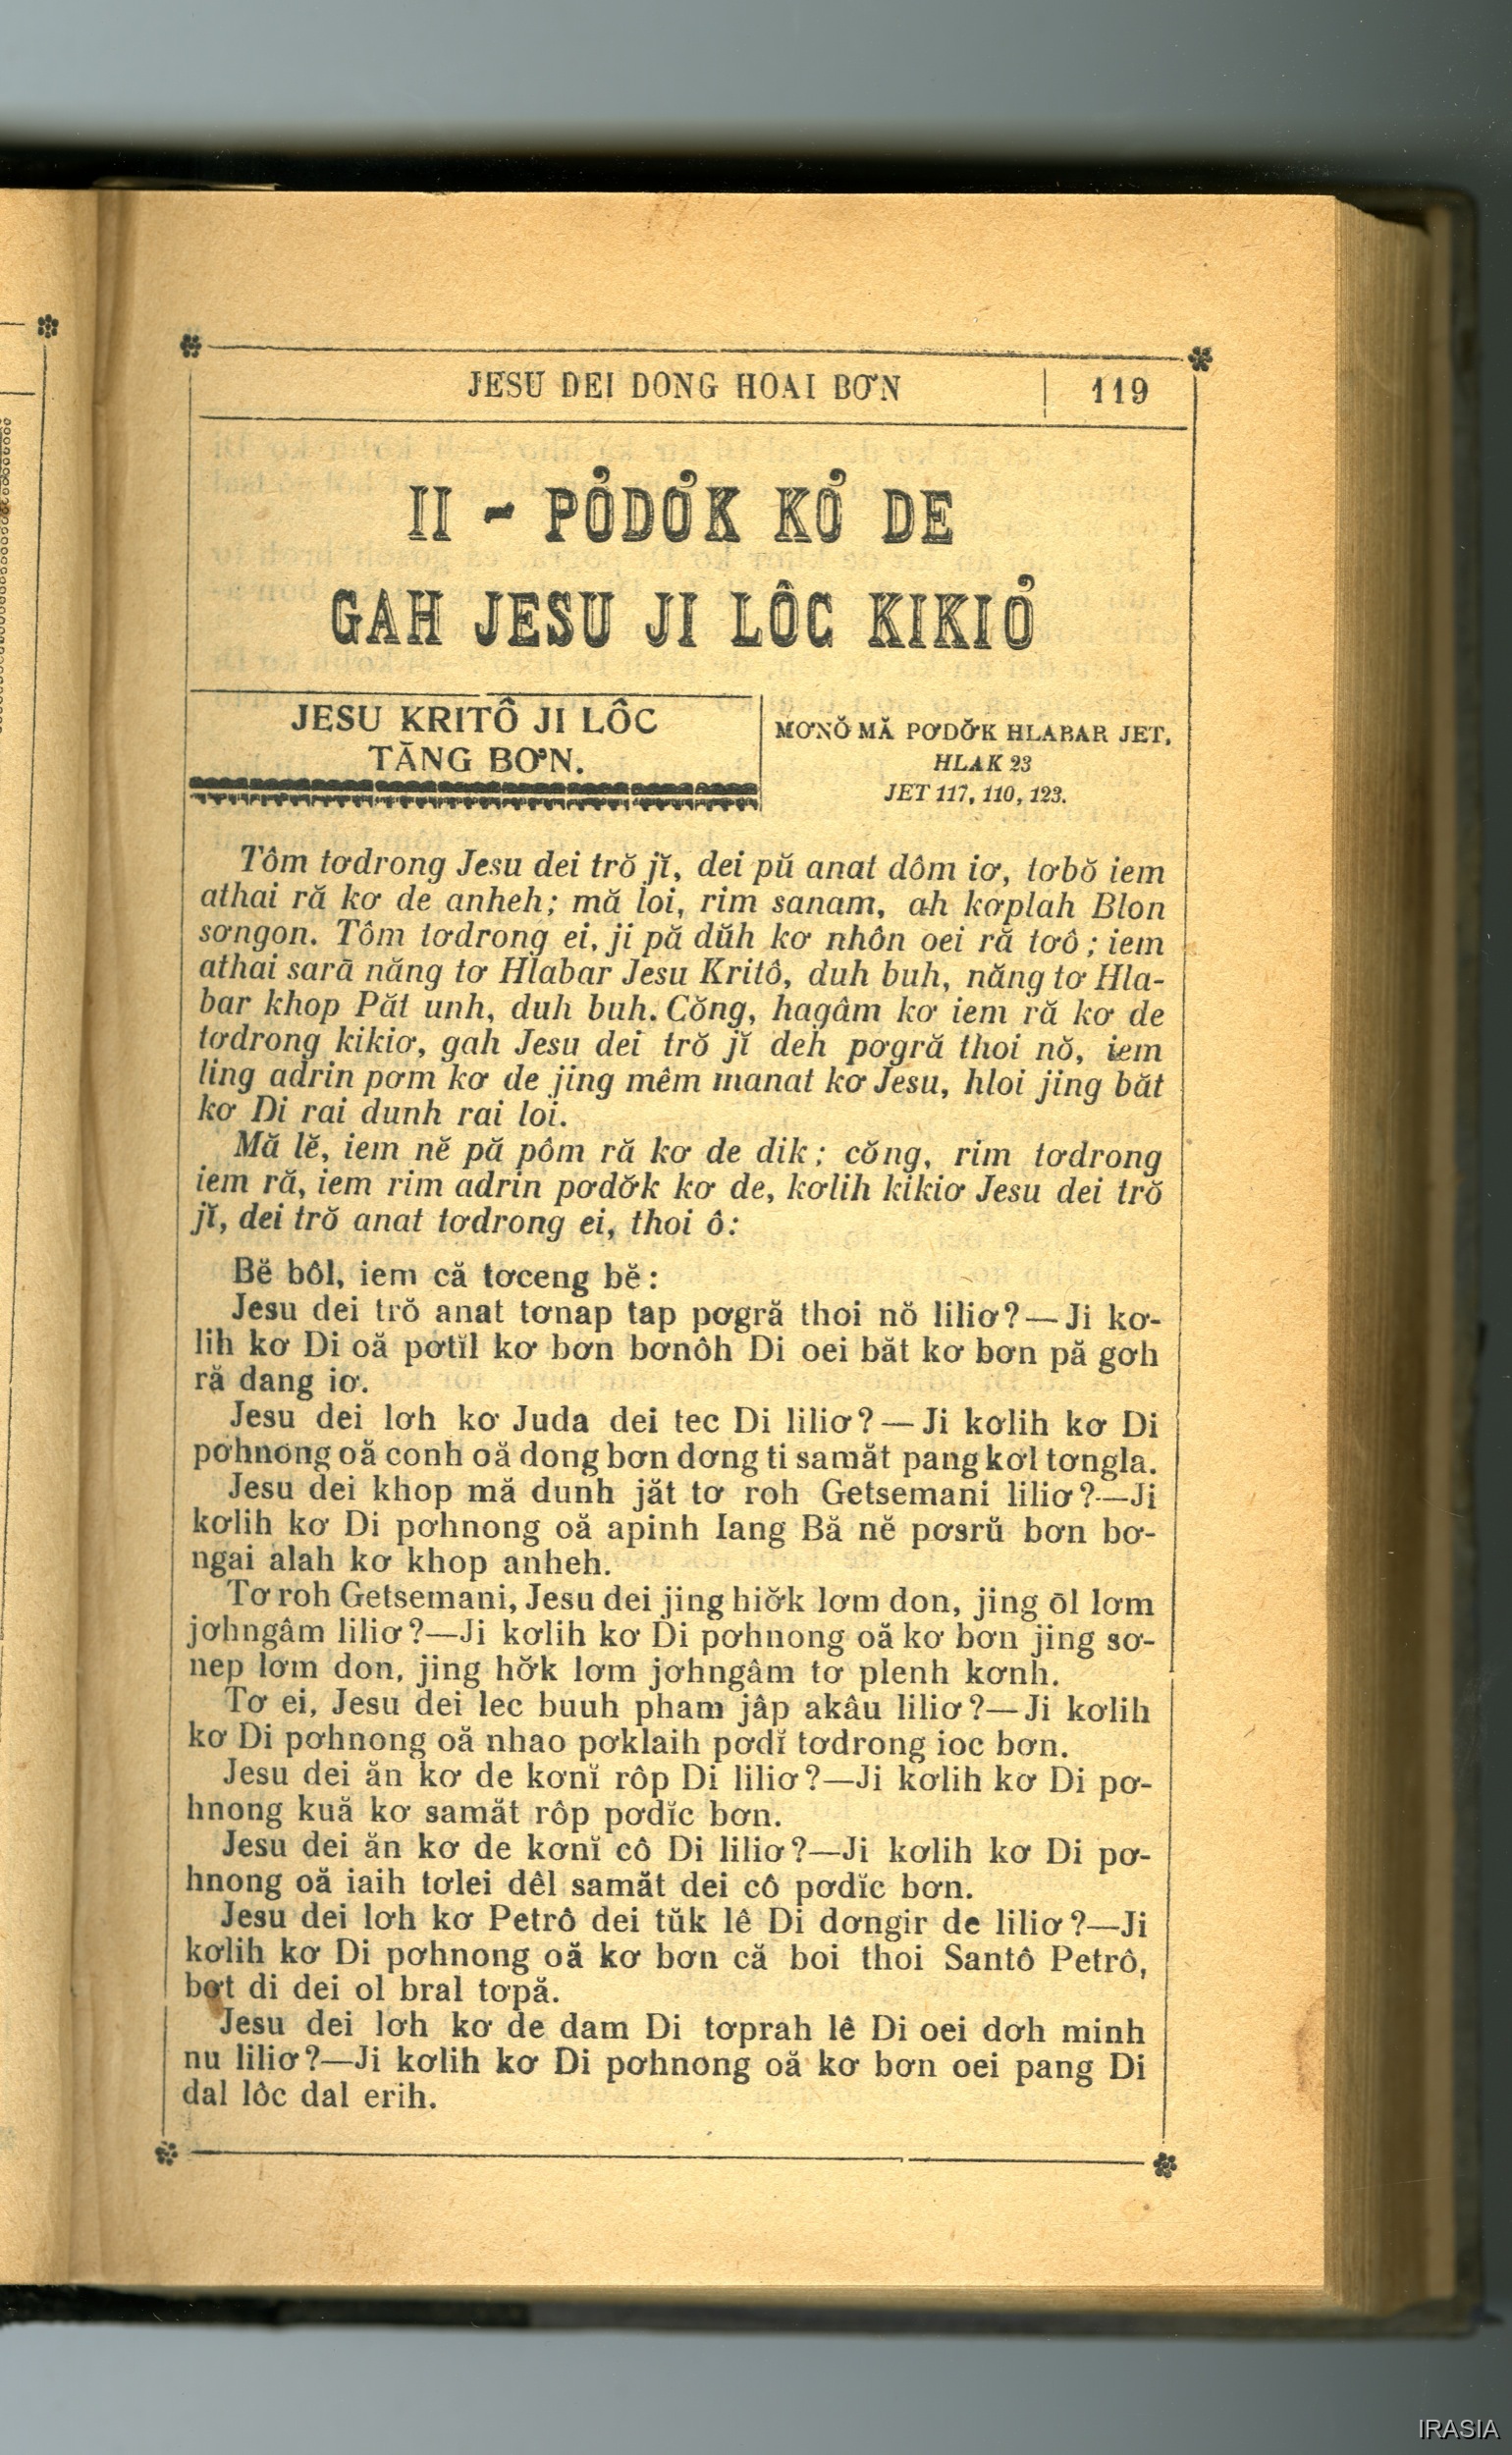 JESU DEI DONG HOAI BƠN | 119
II - PƠDƠ̆K KƠ DE
GAH JESU JI LÔC KIKIƠ
JESU KRITÔ JI LÔC
TĂNG BƠN.
MƠNŎ MĂ PƠDƠ̆K HLABAR JET,
HLAK 23
JET 117, 110, 123.
Tôm tơdrong Jesu dei trŏ jĭ, dei pŭ anat dôm iơ, tơbŏ iem
athai ră kơ de anheh; mă loi, rim sanam, ah kơplah Blon
sơngon. Tôm tơdrong ei, ji pă dŭh kơ nhôn oei ră tơô; iem
athai sară năng tơ Hlabar Jesu Kritô, duh buh, năng tơ Hla-
bar khop Păt unh, duh buh. Cŏng, hagâm kơ iem ră kơ de
tơdrong kikiơ, gah Jesu dei trŏ jĭ deh pơgră thoi nŏ, iem
ling adrin pơm kơ de jing mêm manat kơ Jesu, hloi jing băt
kơ Di rai dunh rai loi.
Mă lĕ, iem nĕ pă pôm ră kơ de dik; cŏng, rim tơdrong
iem ră, iem rim adrin pơdơ̆k kơ de, kơlih kikiơ Jesu dei trŏ
jĭ, dei trŏ anat tơdrong ei, thoi ô:
Bĕ bôl, iem că tơceng bĕ:
Jesu dei trŏ anat tơnap tap pơgră thoi nŏ liliơ?—Ji kơ-
lih kơ Di oă pơtĭl kơ bơn bơnôh Di oei băt kơ bơn pă gơh
ră dang iơ.
Jesu dei lơh kơ Juda dei tec Di liliơ?—Ji kơlih kơ Di
pơhnong oă conh oă dong bơn dơng ti samăt pang kơl tơngla.
Jesu dei khop mă dunh jăt tơ roh Getsemani liliơ?—Ji
kơlih kơ Di pơhnong oă apinh Iang Bă nĕ pơsrŭ bơn bơ-
ngai alah kơ khop anheh.
Tơ roh Getsemani, Jesu dei jing hiơ̆k lơm don, jing ōl lơm
jơhngâm liliơ?—Ji kơlih kơ Di pơhnong oă kơ bơn jing sơ-
nep lơm don, jing hơ̆k lơm jơhngâm tơ plenh kơnh.
Tơ ei, Jesu dei lec buuh pham jâp akâu liliơ?—Ji kơlih
kơ Di pơhnong oă nhao pơklaih pơdĭ tơdrong ioc bơn.
Jesu dei ăn kơ de kơnĭ rôp Di liliơ?—Ji kơlih kơ Di pơ-
hnong kuă kơ samăt rôp pơdĭc bơn.
Jesu dei ăn kơ de kơnĭ cô Di liliơ?—Ji kơlih kơ Di pơ-
hnong oă iaih tơlei dêl samăt dei cô pơdĭc bơn.
Jesu dei lơh kơ Petrô dei tŭk lê Di dơngir de liliơ?—Ji
kơlih kơ Di pơhnong oă kơ bơn că boi thoi Santô Petrô,
bơt di dei ol bral tơpă.
Jesu dei lơh kơ de dam Di tơprah lê Di oei dơh minh
nu liliơ?—Ji kơlih kơ Di pơhnong oă kơ bơn oei pang Di
dal lôc dal erih.
IRASIA